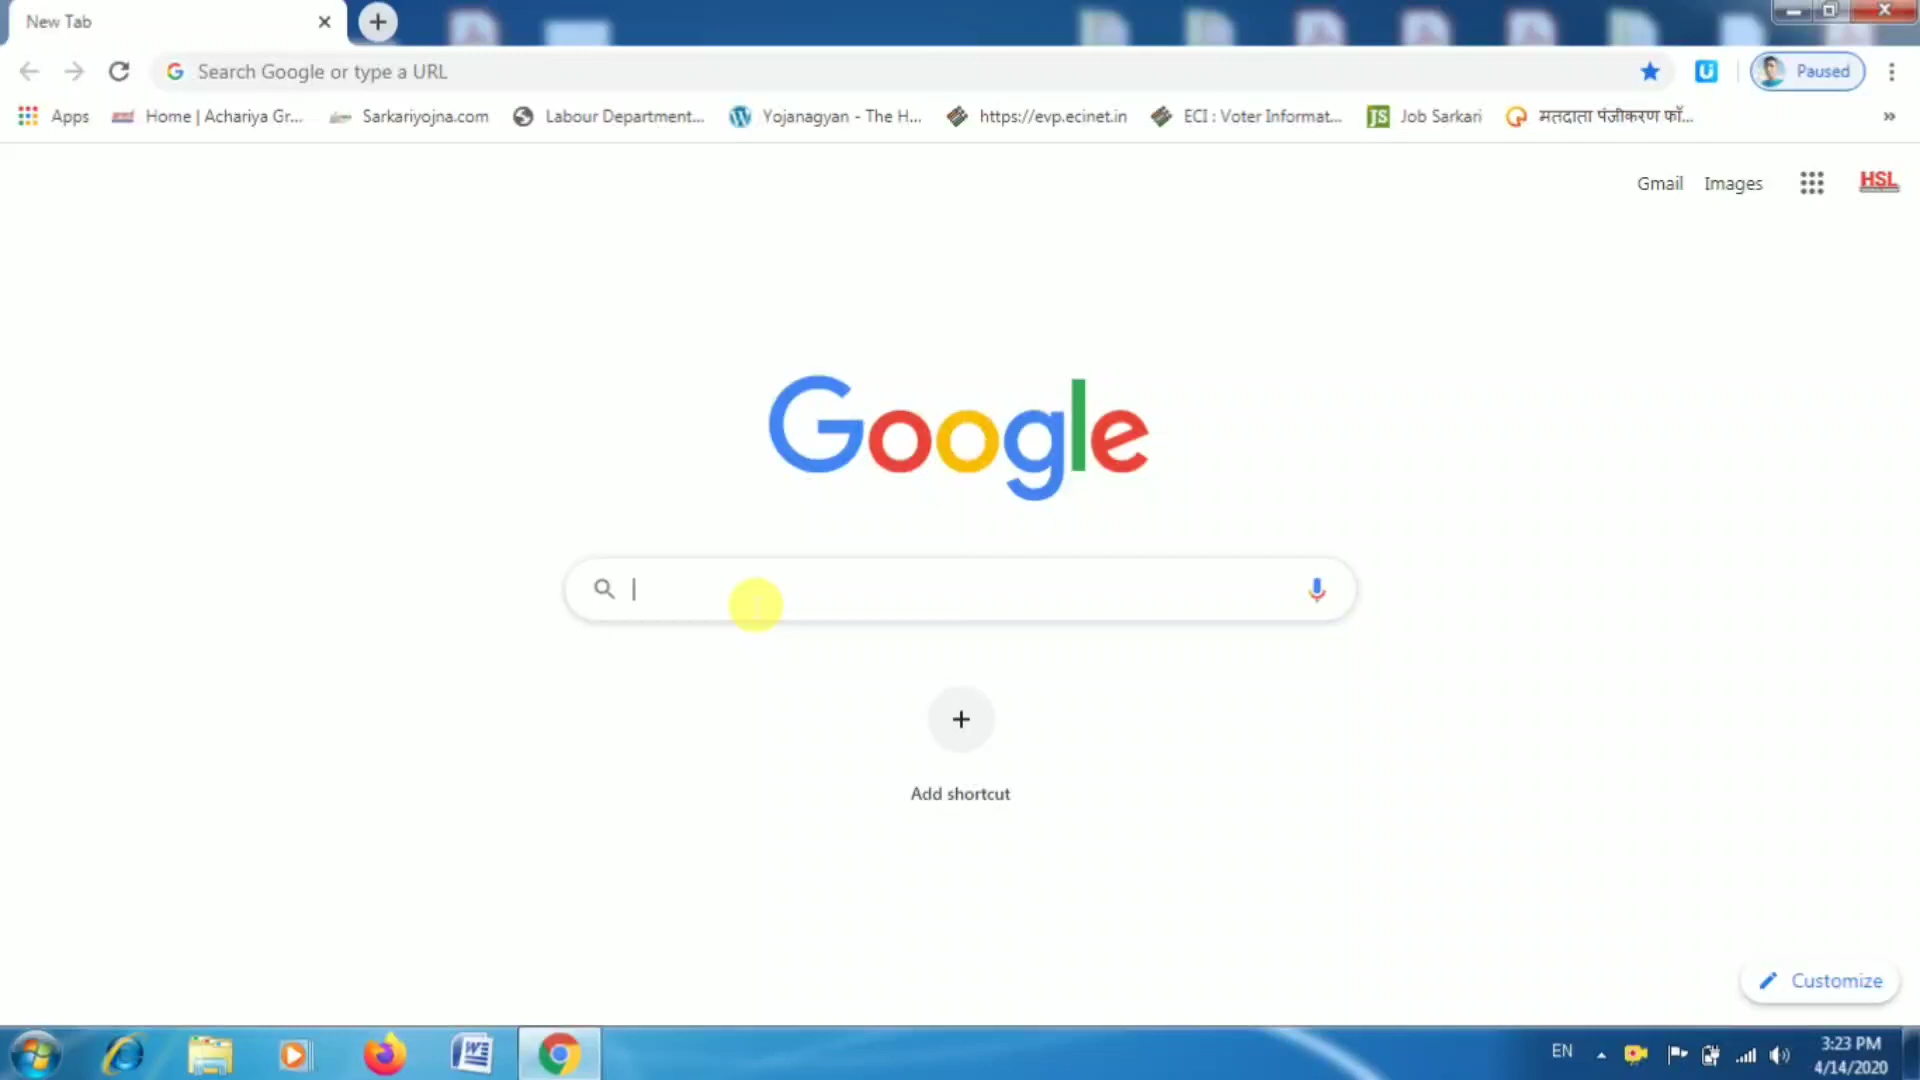 New Tab
Search Google or type a URL
Paused
Apps
Home | Achariya Gr...
Sarkariyojna.com
Labour Department...
Yojanagyan - The H...
https://evp.ecinet.in
ECI : Voter Informat...
JS Job Sarkari
मतदाता पंजीकरण फॉ...
»
Gmail
Images
HSL
Google
Add shortcut
Customize
EN
3:23 PM
4/14/2020